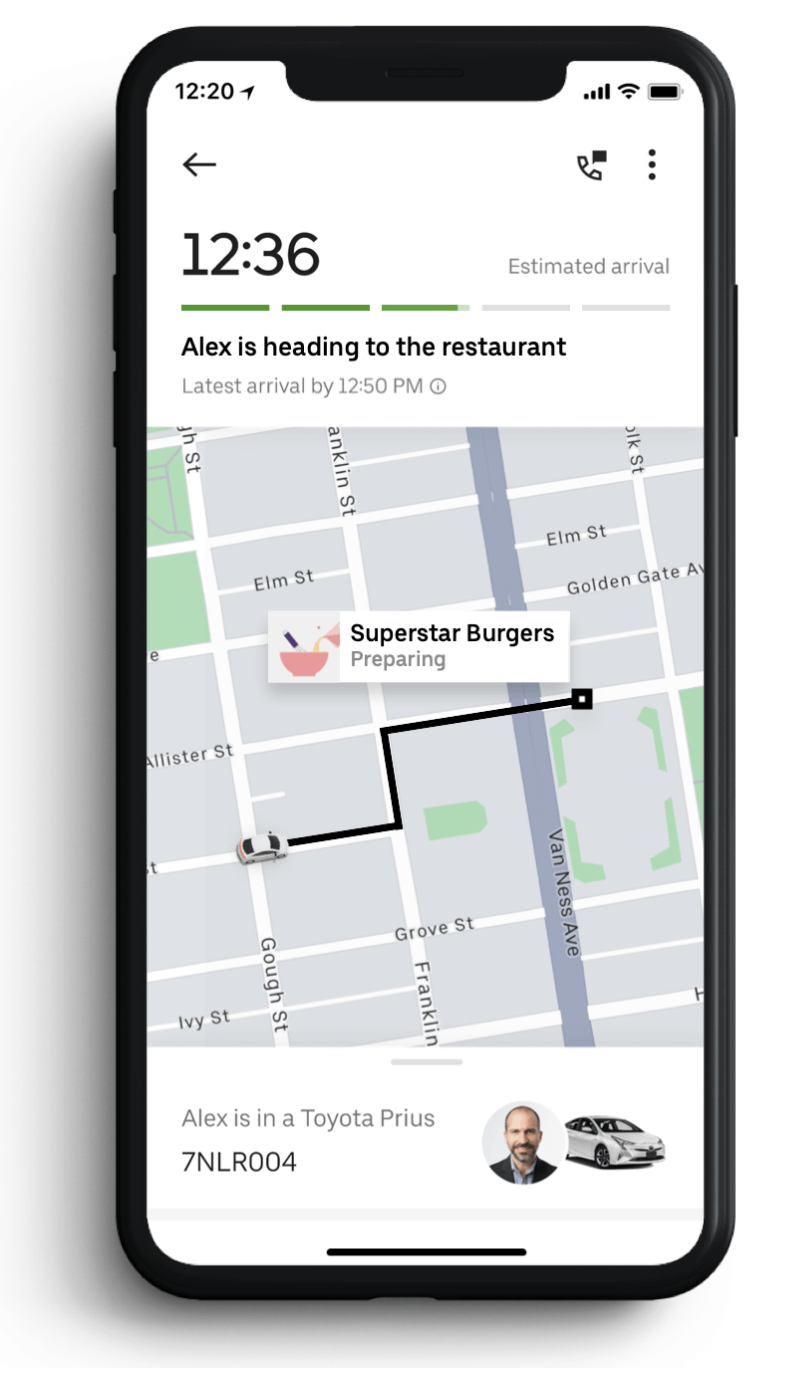 12:20
12:36
Estimated arrival
Alex is heading to the restaurant
Latest arrival by 12:50 PM
gh St
anklin St
olk St
Elm St
Elm St
Golden Gate Av
Superstar Burgers
Preparing
e
Allister St
st
Van Ness Ave
Grove St
Gough St
Franklin
Ivy St
H
Alex is in a Toyota Prius
7NLR004